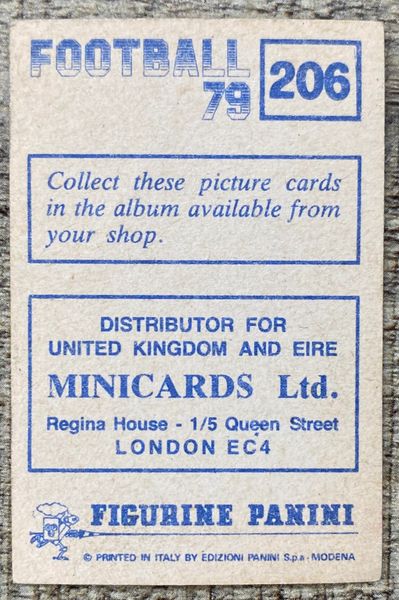 FOOTBALL
79
206
Collect these picture cards
in the album available from
your shop.
DISTRIBUTOR FOR
UNITED KINGDOM AND EIRE
MINICARDS Ltd.
Regina House - 1/5 Queen Street
LONDON EC4
FIGURINE PANINI
© PRINTED IN ITALY BY EDIZIONI PANINI S.p.a - MODENA